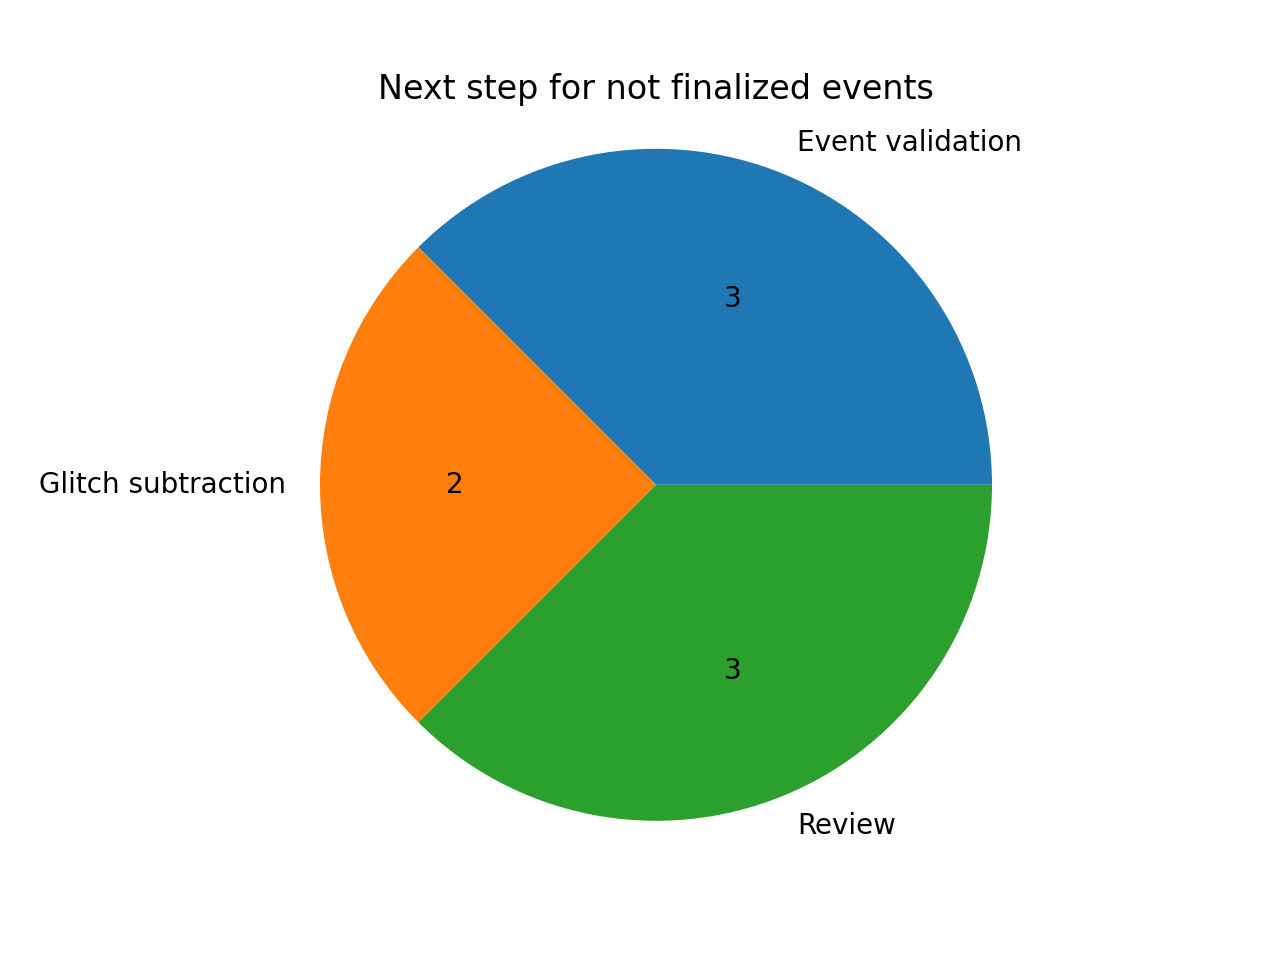 Next step for not finalized events
Event validation
3
Glitch subtraction
2
3
Review